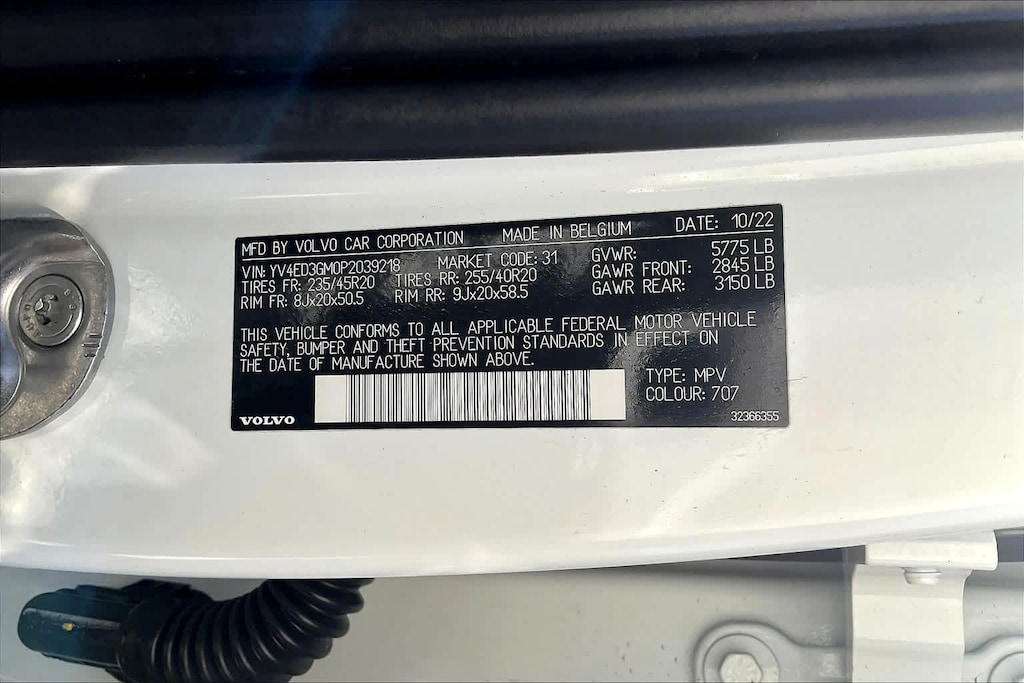 MFD BY VOLVO CAR CORPORATION MADE IN BELGIUM DATE: 10/22
VIN: YV4ED3GM0P2039218 MARKET CODE: 31 GVWR: 5775 LB
TIRES FR: 235/45R20 TIRES RR: 255/40R20 GAWR FRONT: 2845 LB
RIM FR: 8Jx20x50.5 RIM RR: 9Jx20x58.5 GAWR REAR: 3150 LB
THIS VEHICLE CONFORMS TO ALL APPLICABLE FEDERAL MOTOR VEHICLE
SAFETY, BUMPER AND THEFT PREVENTION STANDARDS IN EFFECT ON
THE DATE OF MANUFACTURE SHOWN ABOVE.
TYPE: MPV
COLOUR: 707
VOLVO 32366355